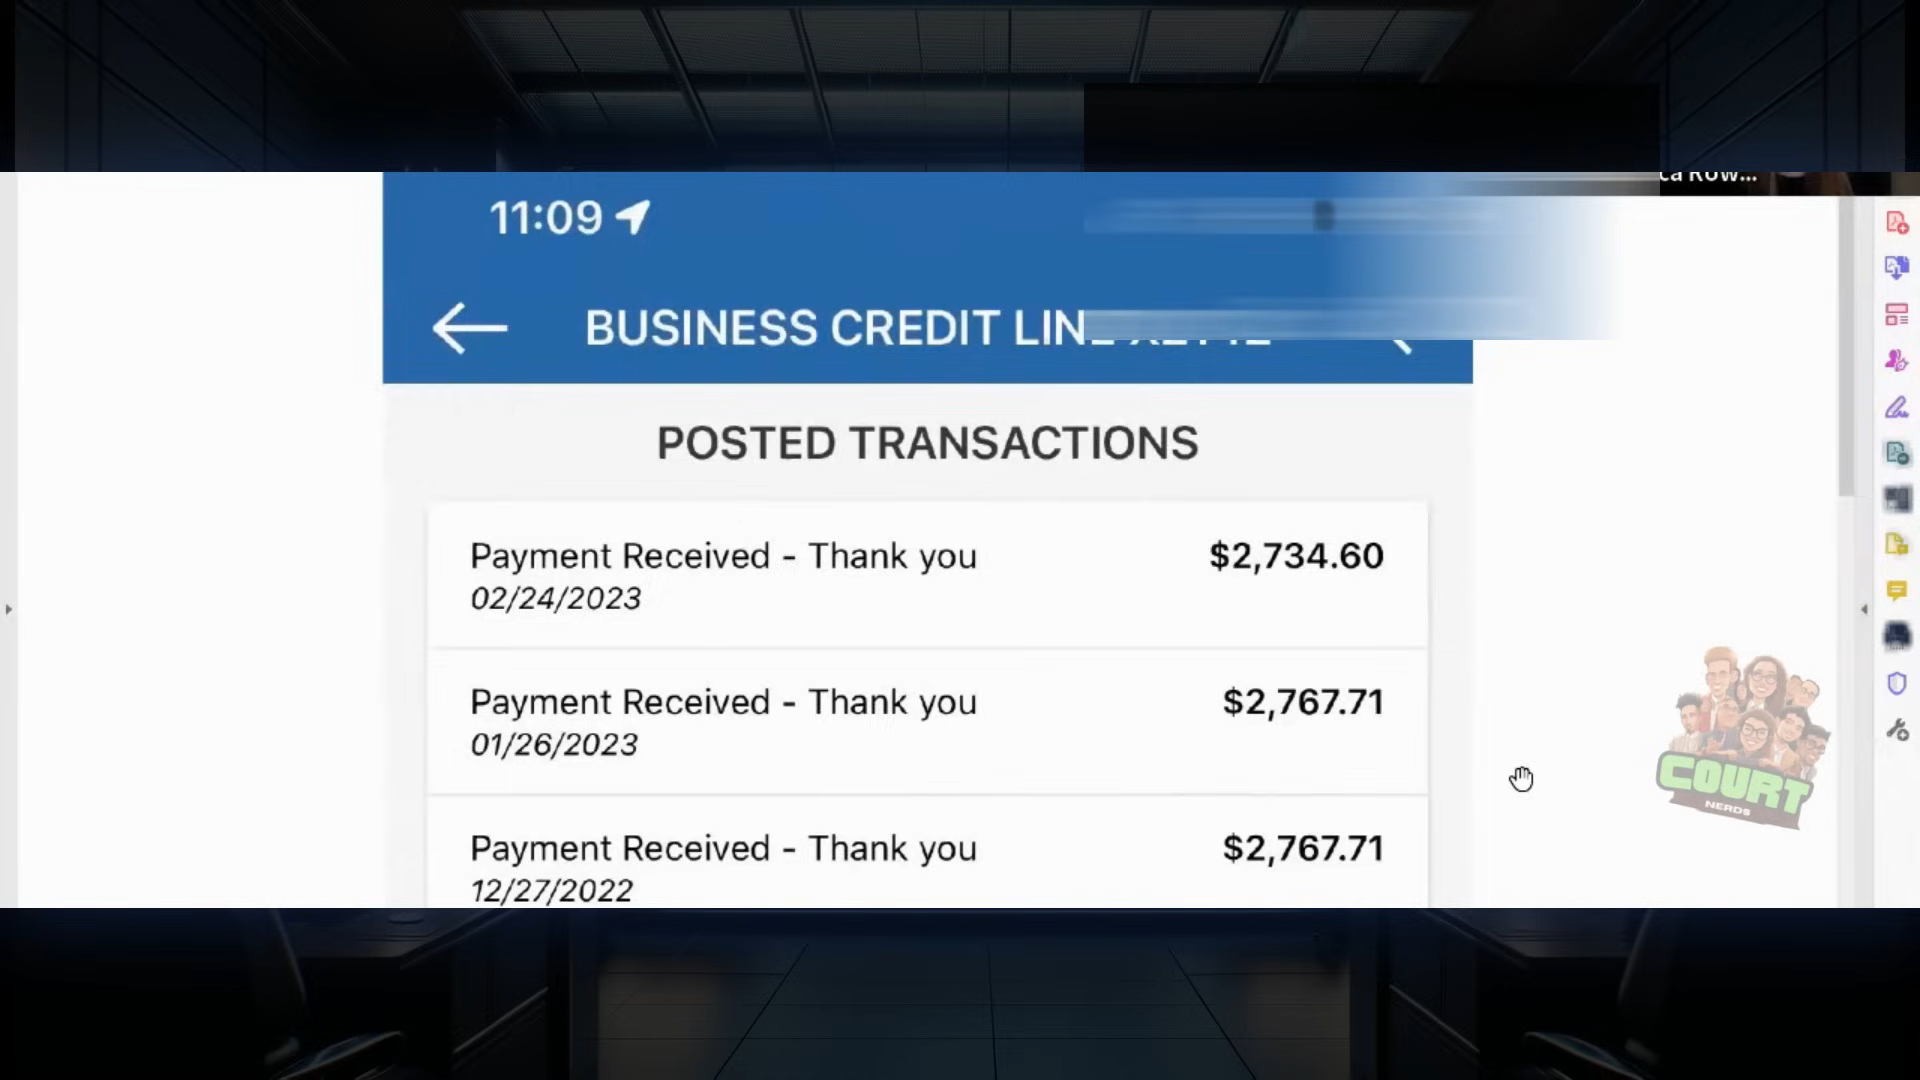 11:09
BUSINESS CREDIT
POSTED TRANSACTIONS
Payment Received - Thank you $2,734.60
02/24/2023
Payment Received - Thank you $2,767.71
01/26/2023
Payment Received - Thank you $2,767.71
12/27/2022
COURT
NERDS